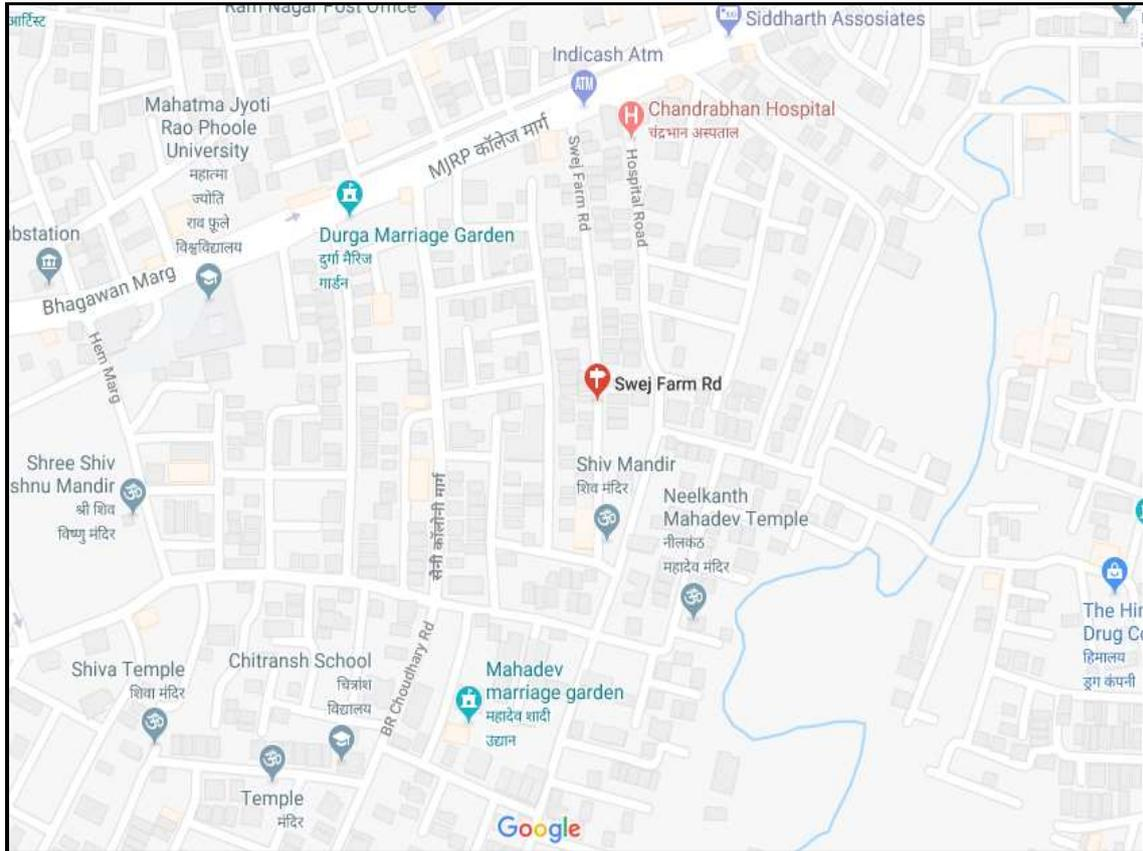 आर्टिस्ट
Ram Nagar Post Office
Siddharth Assosiates
Indicash Atm
ATM
Mahatma Jyoti
Rao Phoole
University
महात्मा
ज्योति
राव फूले
विश्वविद्यालय
H
Chandrabhan Hospital
चंद्रभान अस्पताल
MJRP कॉलेज मार्ग
Swej Farm Rd
Hospital Road
bstation
Durga Marriage Garden
दुर्गा मैरिज
गार्डन
Bhagawan Marg
Hem Marg
Swej Farm Rd
Shree Shiv
shnu Mandir
श्री शिव
विष्णु मंदिर
सेनी कॉलोनी मार्ग
Shiv Mandir
शिव मंदिर
Neelkanth
Mahadev Temple
नीलकंठ
महादेव मंदिर
The Hi
Drug C
हिमालय
ड्रग कंपनी
Shiva Temple
शिवा मंदिर
Chitransh School
चित्रांश
विद्यालय
BR Choudhary Rd
Mahadev
marriage garden
महादेव शादी
उद्यान
Temple
मंदिर
Google